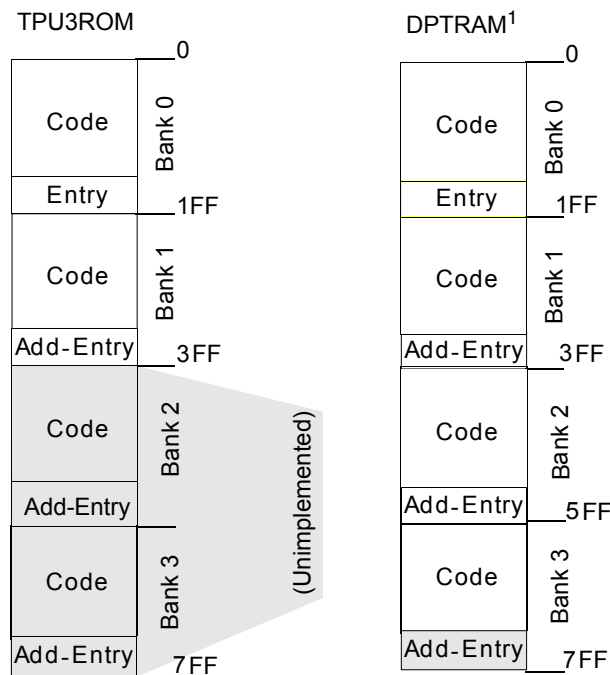 TPU3ROM
0
Code
Bank 0
Entry
1FF
Code
Bank 1
Add-Entry
3FF
Code
Bank 2
Add-Entry
(Unimplemented)
Code
Bank 3
Add-Entry
7FF
DPTRAM1
0
Code
Bank 0
Entry
1FF
Code
Bank 1
Add-Entry
3FF
Code
Bank 2
Add-Entry
5FF
Code
Bank 3
Add-Entry
7FF